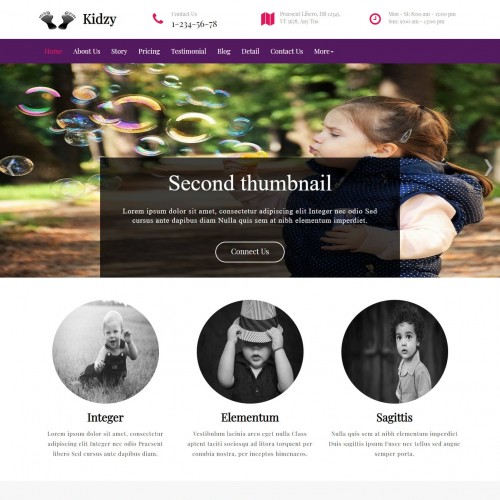 Kidzy
Contact Us
1-234-56-78
Praesent Libero, DB 12345,
VT 1178, Any Ton
Mon - St: 8:00 am - 12:00 pm
Sun: 10:00 am - 12:00 pm
Home About Us Story Pricing Testimonial Blog Detail Contact Us More
Second thumbnail
Lorem ipsum dolor sit amet, consectetur adipiscing elit Integer nec odio Sed
cursus ante dapibus diam Nulla quis sem at nibh elementum imperdiet.
Connect Us
Integer
Lorem ipsum dolor sit amet, consectetur
adipiscing elit Integer nec odio Praesent
libero Sed cursus ante dapibus diam.
Elementum
Vestibulum lacinia arcu eget nulla Class
aptent taciti sociosqu ad litora torquent per
conubia nostra, per inceptos himenaeos.
Sagittis
Nulla quis sem at nibh elementum imperdiet
Duis sagittis ipsum Fusce nec tellus sed augue
semper porta.